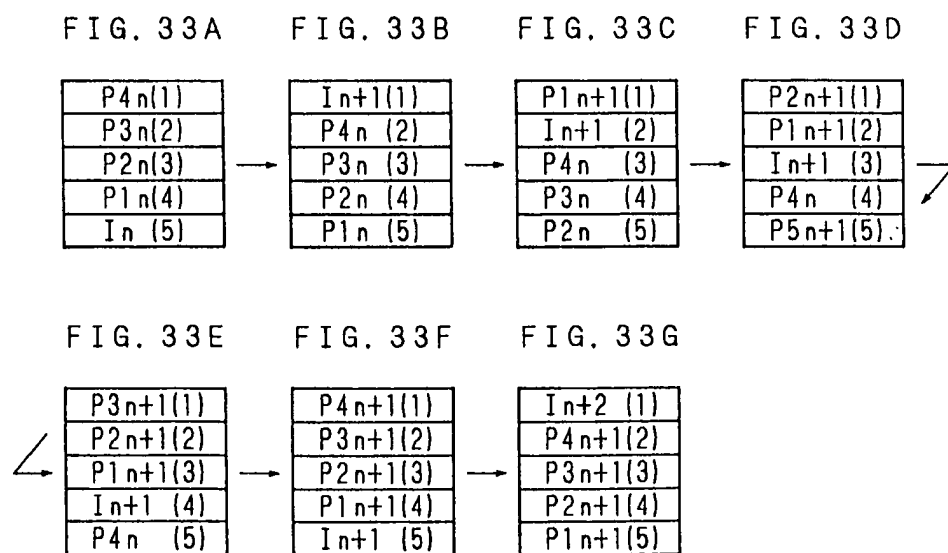 FIG. 33A
P4n(1)
P3n(2)
P2n(3)
P1n(4)
In (5)
FIG. 33B
In+1(1)
P4n (2)
P3n (3)
P2n (4)
P1n (5)
FIG. 33C
P1n+1(1)
In+1 (2)
P4n (3)
P3n (4)
P2n (5)
FIG. 33D
P2n+1(1)
P1n+1(2)
In+1 (3)
P4n (4)
P5n+1(5)
FIG. 33E
P3n+1(1)
P2n+1(2)
P1n+1(3)
In+1 (4)
P4n (5)
FIG. 33F
P4n+1(1)
P3n+1(2)
P2n+1(3)
P1n+1(4)
In+1 (5)
FIG. 33G
In+2 (1)
P4n+1(2)
P3n+1(3)
P2n+1(4)
P1n+1(5)